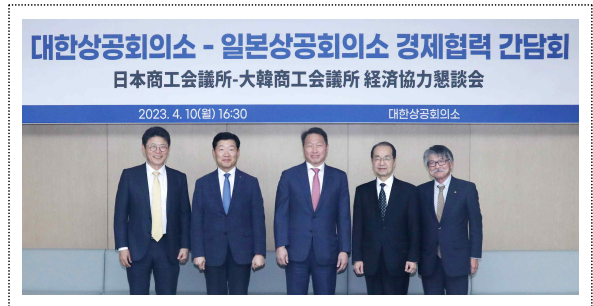 대한상공회의소 - 일본상공회의소 경제협력 간담회
日本商工会議所-大韓商工会議所 経済協力懇談会
2023. 4. 10(월) 16:30 대한상공회의소